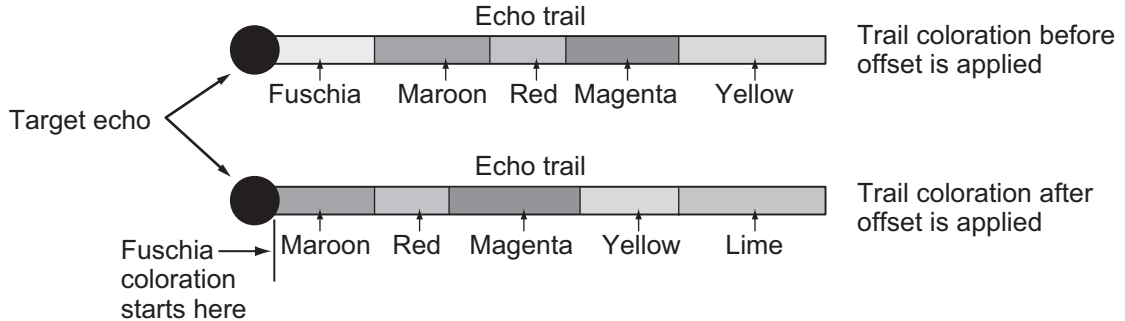 Echo trail
Trail coloration before
offset is applied
Fuschia Maroon Red Magenta Yellow
Target echo
Echo trail
Trail coloration after
offset is applied
Maroon Red Magenta Yellow Lime
Fuschia
coloration
starts here